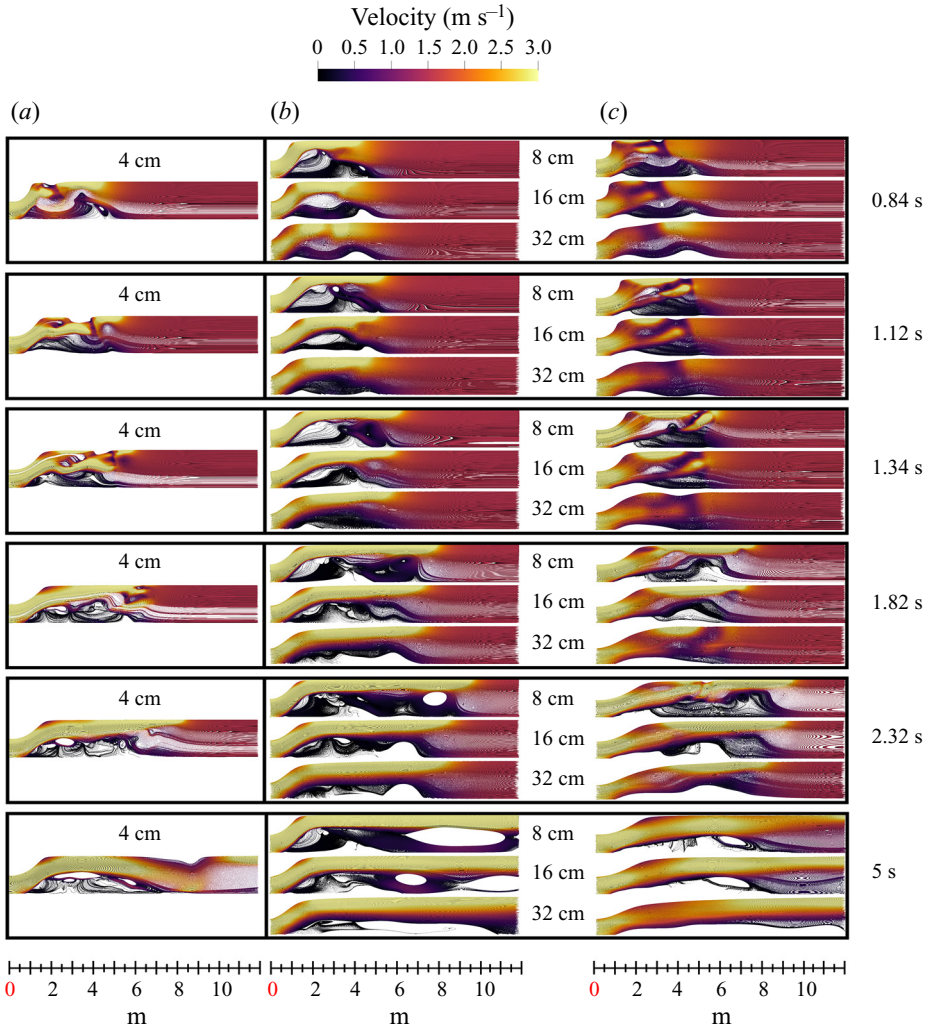 Velocity (m s⁻¹)
0 0.5 1.0 1.5 2.0 2.5 3.0
(a) (b) (c)
4 cm 8 cm
16 cm 0.84 s
32 cm
4 cm 8 cm
16 cm 1.12 s
32 cm
4 cm 8 cm
16 cm 1.34 s
32 cm
4 cm 8 cm
16 cm 1.82 s
32 cm
4 cm 8 cm
16 cm 2.32 s
32 cm
4 cm 8 cm
16 cm 5 s
32 cm
0 2 4 6 8 10 0 2 4 6 8 10 0 2 4 6 8 10
m m m